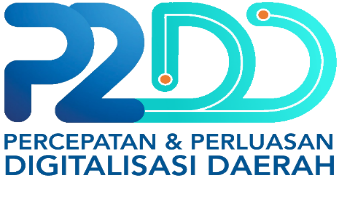 P2DD
PERCEPATAN & PERLUASAN
DIGITALISASI DAERAH